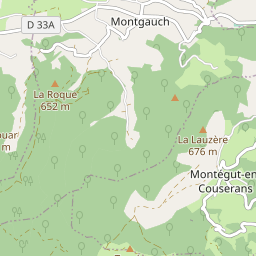 Montgauch
D 33A
La Roque
652 m
La Lauzère
676 m
m
Montégut-en-
Couserans